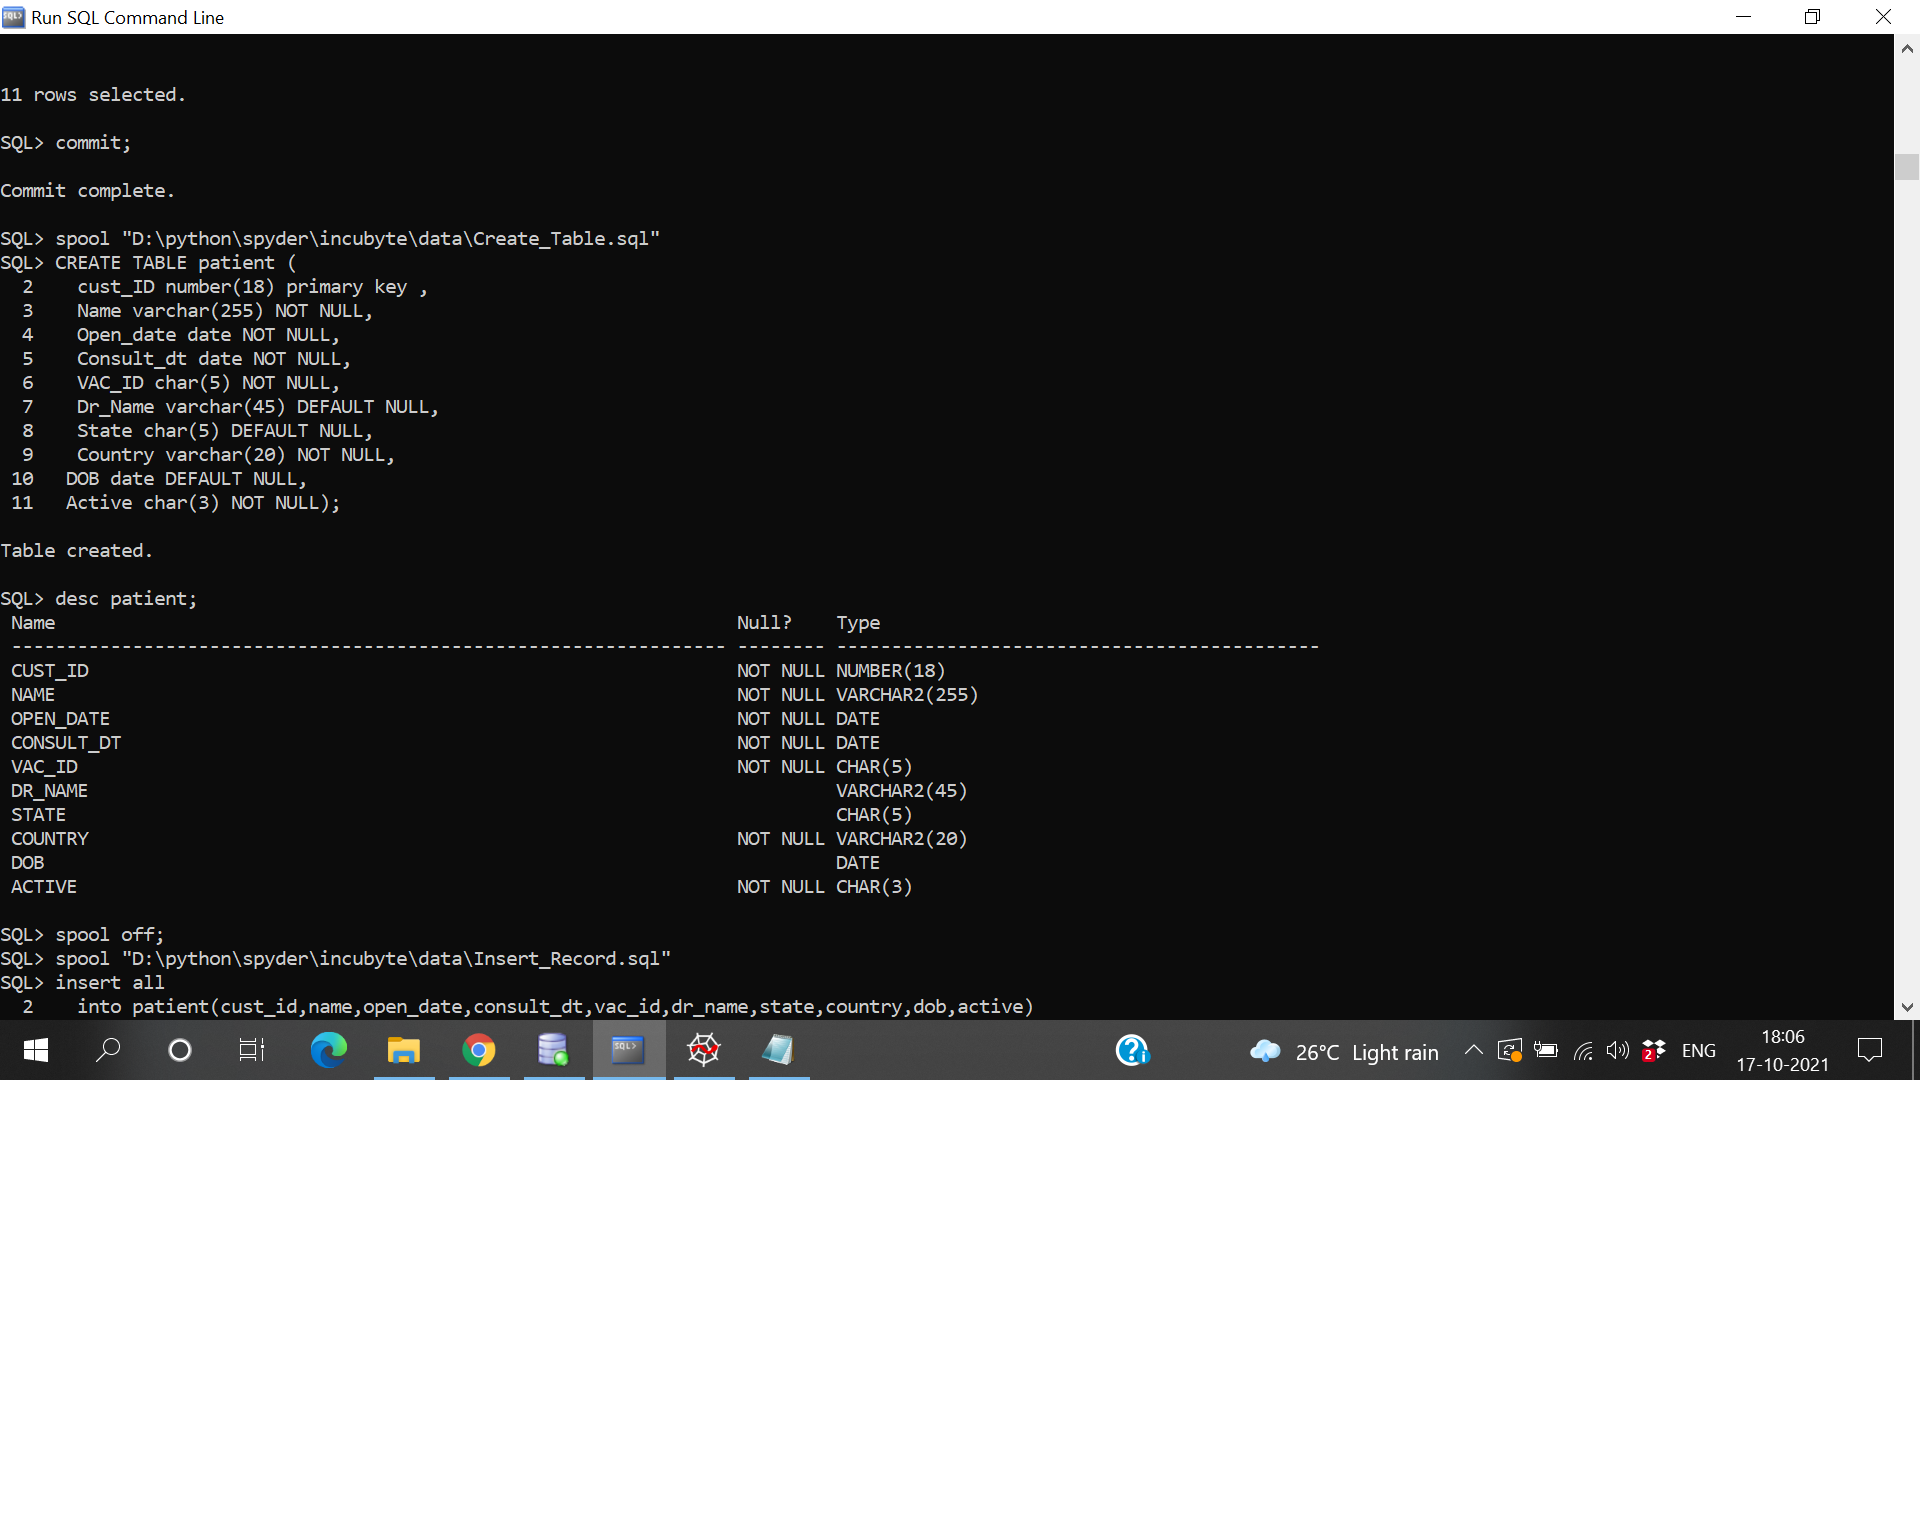 Run SQL Command Line
11 rows selected.
SQL> commit;
Commit complete.
SQL> spool "D:\python\spyder\incubyte\data\Create_Table.sql"
SQL> CREATE TABLE patient (
  2    cust_ID number(18) primary key ,
  3    Name varchar(255) NOT NULL,
  4    Open_date date NOT NULL,
  5    Consult_dt date NOT NULL,
  6    VAC_ID char(5) NOT NULL,
  7    Dr_Name varchar(45) DEFAULT NULL,
  8    State char(5) DEFAULT NULL,
  9    Country varchar(20) NOT NULL,
 10   DOB date DEFAULT NULL,
 11   Active char(3) NOT NULL);
Table created.
SQL> desc patient;
 Name                                                              Null?    Type
 ----------------------------------------------------------------- -------- --------------------------------------------
 CUST_ID                                                           NOT NULL NUMBER(18)
 NAME                                                              NOT NULL VARCHAR2(255)
 OPEN_DATE                                                         NOT NULL DATE
 CONSULT_DT                                                        NOT NULL DATE
 VAC_ID                                                            NOT NULL CHAR(5)
 DR_NAME                                                                    VARCHAR2(45)
 STATE                                                                      CHAR(5)
 COUNTRY                                                           NOT NULL VARCHAR2(20)
 DOB                                                                        DATE
 ACTIVE                                                            NOT NULL CHAR(3)
SQL> spool off;
SQL> spool "D:\python\spyder\incubyte\data\Insert_Record.sql"
SQL> insert all
  2    into patient(cust_id,name,open_date,consult_dt,vac_id,dr_name,state,country,dob,active)
SQL>
26°C Light rain
2
ENG
18:06
17-10-2021